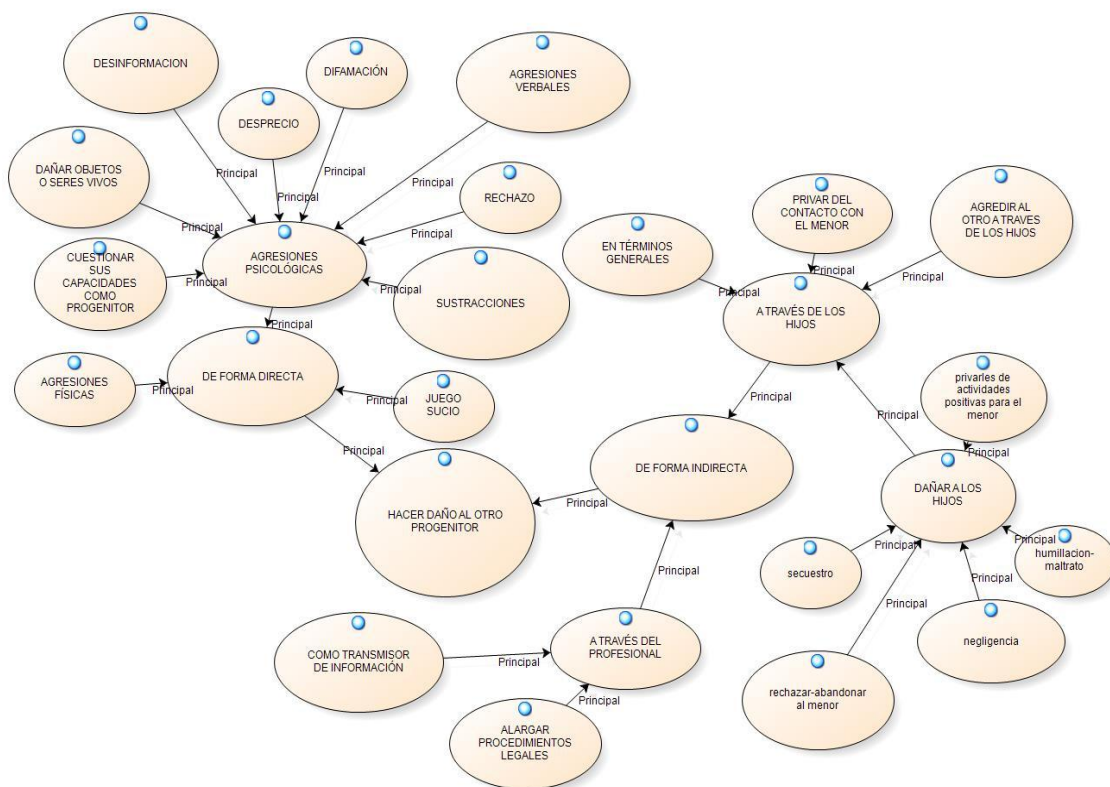 DESINFORMACION
DIFAMACIÓN
AGRESIONES
VERBALES
DESPRECIO
Principal
Principal
Principal
Principal
DAÑAR OBJETOS
O SERES VIVOS
Principal
RECHAZO
Principal
AGRESIONES
PSICOLÓGICAS
CUESTIONAR
SUS
CAPACIDADES
COMO
PROGENITOR
Principal
Principal
SUSTRACCIONES
Principal
DE FORMA DIRECTA
AGRESIONES
FÍSICAS
Principal
Principal
JUEGO
SUCIO
Principal
HACER DAÑO AL OTRO
PROGENITOR
PRIVAR DEL
CONTACTO CON
EL MENOR
AGREDIR AL
OTRO A TRAVES
DE LOS HIJOS
EN TÉRMINOS
GENERALES
Principal
Principal
Principal
A TRAVÉS DE LOS
HIJOS
Principal
Principal
privarles de
actividades
positivas para el
menor
Principal
DE FORMA INDIRECTA
Principal
DAÑAR A LOS
HIJOS
Principal
Principal
humillacion-
maltrato
secuestro
Principal
Principal
negligencia
rechazar-abandonar
al menor
Principal
A TRAVÉS DEL
PROFESIONAL
COMO TRANSMISOR
DE INFORMACIÓN
Principal
Principal
ALARGAR
PROCEDIMIENTOS
LEGALES